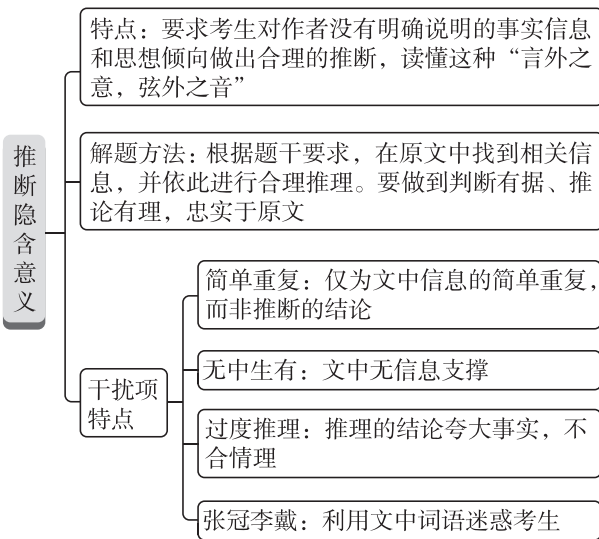 推断隐含意义
特点：要求考生对作者没有明确说明的事实信息
和思想倾向做出合理的推断，读懂这种“言外之
意，弦外之音”
解题方法：根据题干要求，在原文中找到相关信
息，并依此进行合理推理。要做到判断有据、推
论有理，忠实于原文
干扰项
特点
简单重复：仅为文中信息的简单重复，
而非推断的结论
无中生有：文中无信息支撑
过度推理：推理的结论夸大事实，不
合情理
张冠李戴：利用文中词语迷惑考生